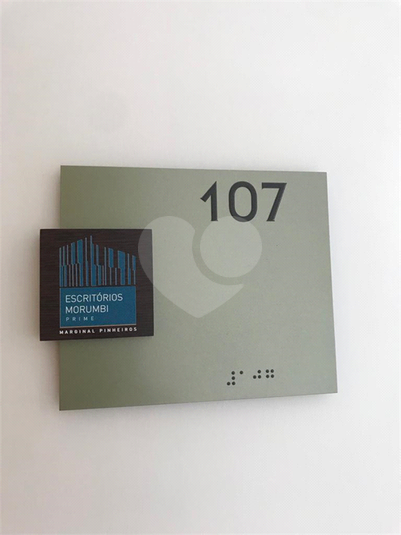 107
ESCRITÓRIOS
MORUMBI
PRIME
MARGINAL PINHEIROS